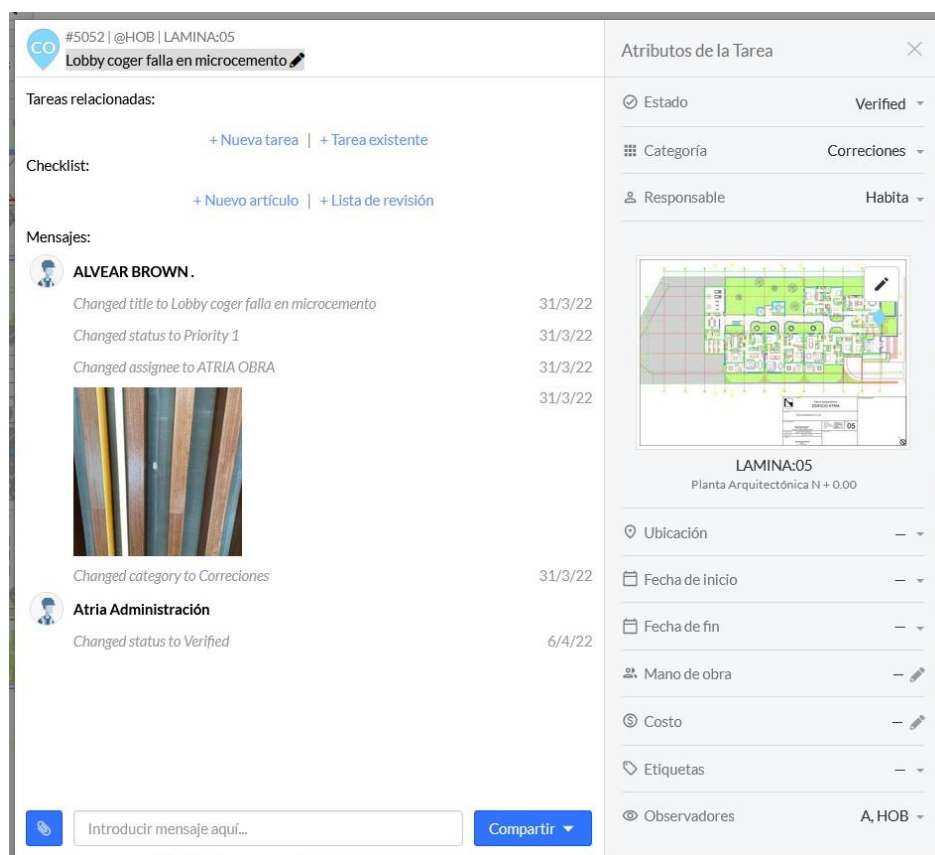 CO
#5052 | @HOB | LAMINA:05
Lobby coger falla en microcemento
Tareas relacionadas:
+ Nueva tarea | + Tarea existente
Checklist:
+ Nuevo artículo | + Lista de revisión
Mensajes:
ALVEAR BROWN .
Changed title to Lobby coger falla en microcemento 31/3/22
Changed status to Priority 1 31/3/22
Changed assignee to ATRIA OBRA 31/3/22
31/3/22
Changed category to Correciones 31/3/22
Atria Administración
Changed status to Verified 6/4/22
Introducir mensaje aquí...
Compartir
Atributos de la Tarea
Estado Verified
Categoría Correciones
Responsable Habita
05
LAMINA:05
Planta Arquitectónica N + 0.00
Ubicación –
Fecha de inicio –
Fecha de fin –
Mano de obra –
Costo –
Etiquetas –
Observadores A, HOB